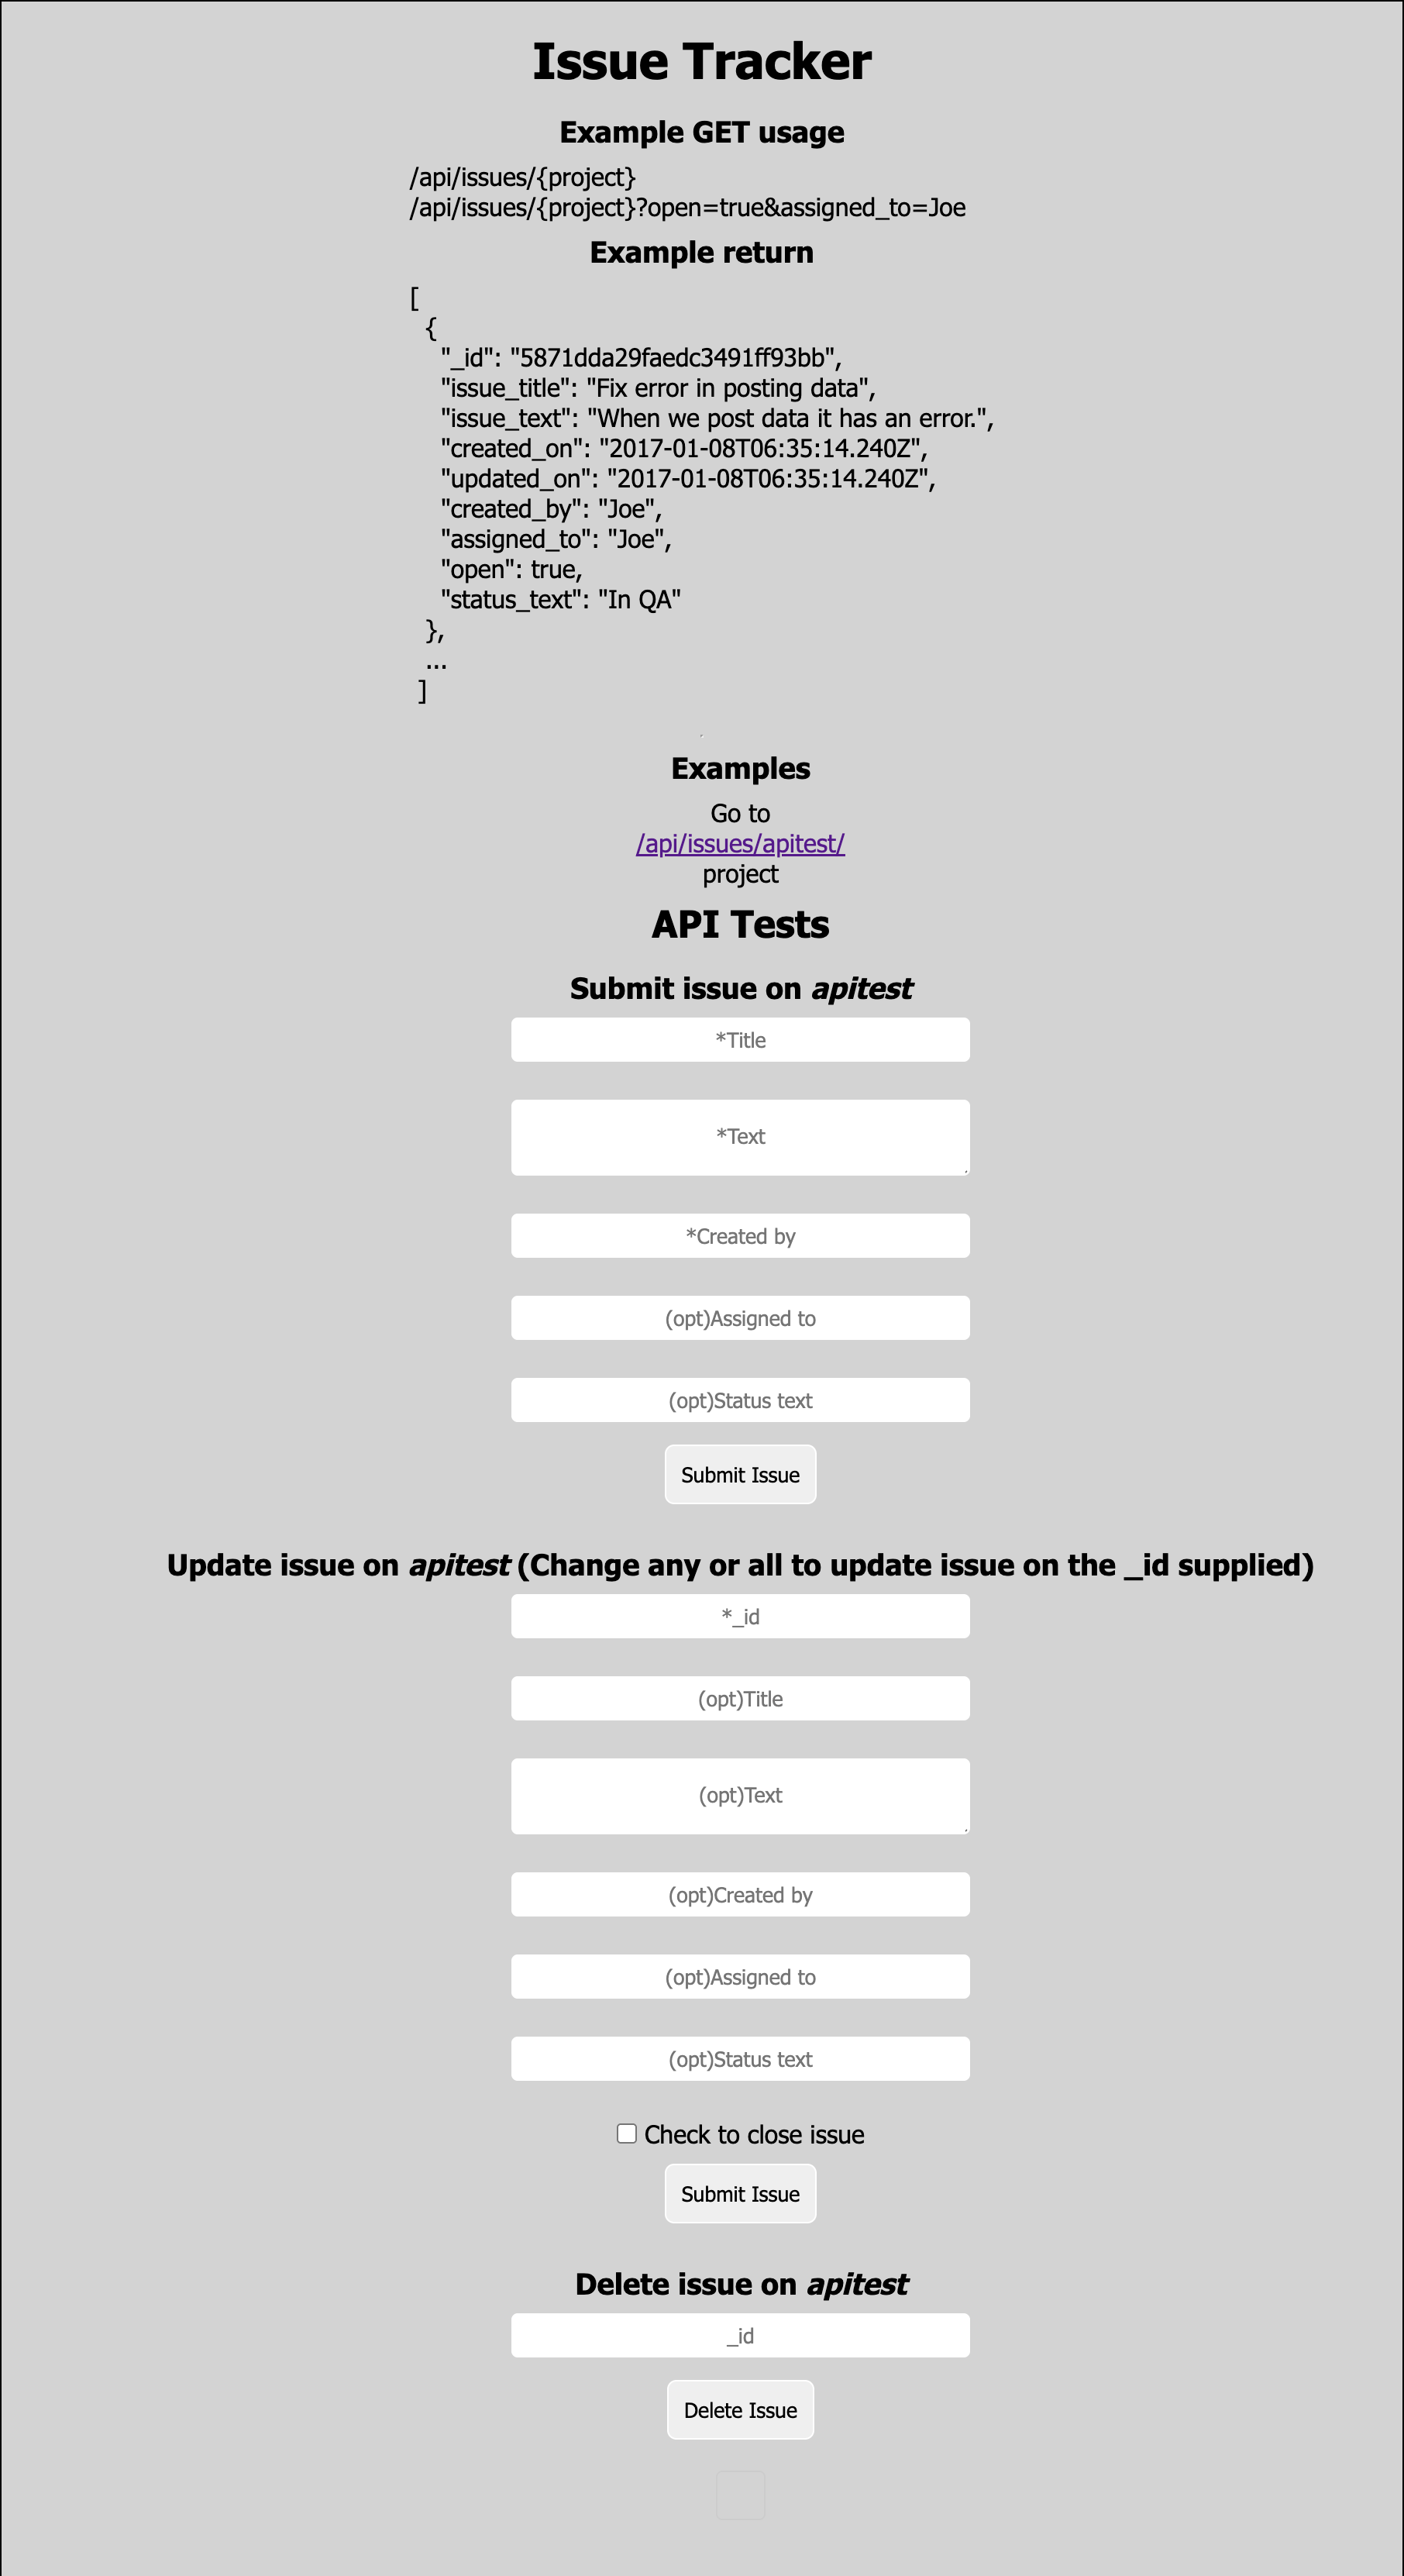 Issue Tracker
Example GET usage
/api/issues/{project}
/api/issues/{project}?open=true&assigned_to=Joe
Example return
[
{
"_id": "5871dda29faedc3491ff93bb",
"issue_title": "Fix error in posting data",
"issue_text": "When we post data it has an error.",
"created_on": "2017-01-08T06:35:14.240Z",
"updated_on": "2017-01-08T06:35:14.240Z",
"created_by": "Joe",
"assigned_to": "Joe",
"open": true,
"status_text": "In QA"
},
...
]
Examples
Go to
/api/issues/apitest/
project
API Tests
Submit issue on apitest
*Title
*Text
*Created by
(opt)Assigned to
(opt)Status text
Submit Issue
Update issue on apitest (Change any or all to update issue on the _id supplied)
*_id
(opt)Title
(opt)Text
(opt)Created by
(opt)Assigned to
(opt)Status text
Check to close issue
Submit Issue
Delete issue on apitest
_id
Delete Issue